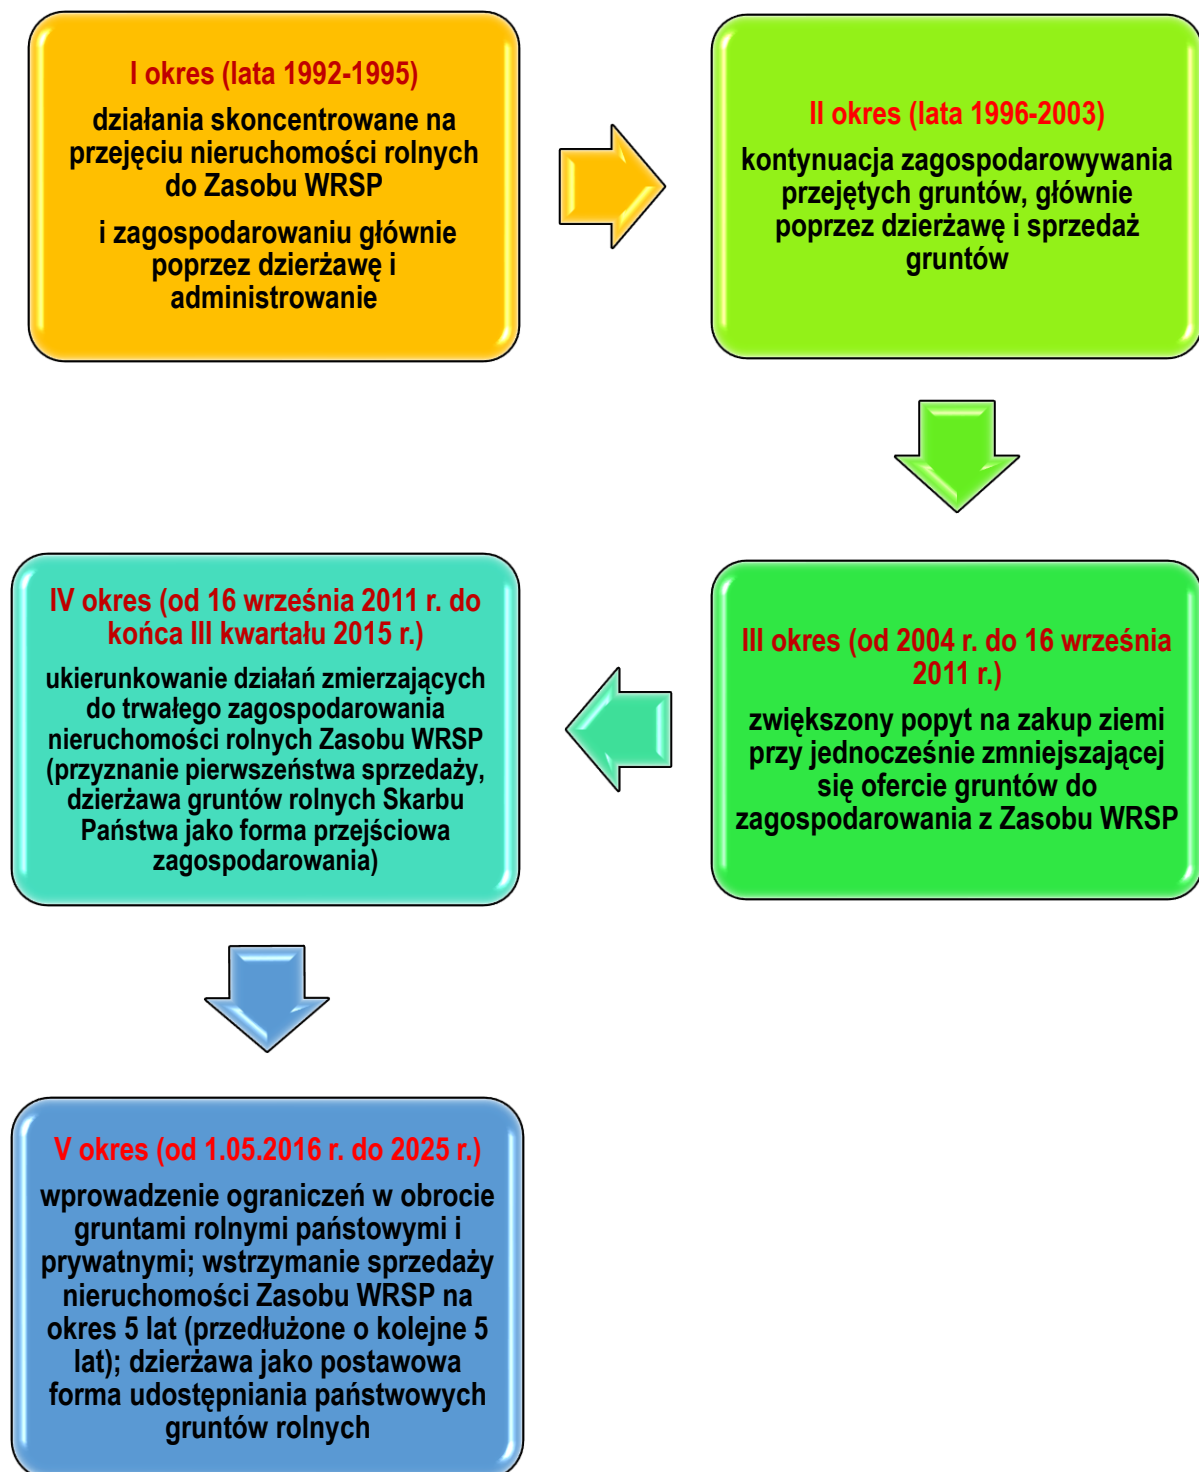 I okres (lata 1992-1995)
działania skoncentrowane na
przejęciu nieruchomości rolnych
do Zasobu WRSP
i zagospodarowaniu głównie
poprzez dzierżawę i
administrowanie
II okres (lata 1996-2003)
kontynuacja zagospodarowywania
przejętych gruntów, głównie
poprzez dzierżawę i sprzedaż
gruntów
III okres (od 2004 r. do 16 września
2011 r.)
zwiększony popyt na zakup ziemi
przy jednocześnie zmniejszającej
się ofercie gruntów do
zagospodarowania z Zasobu WRSP
IV okres (od 16 września 2011 r. do
końca III kwartału 2015 r.)
ukierunkowanie działań zmierzających
do trwałego zagospodarowania
nieruchomości rolnych Zasobu WRSP
(przyznanie pierwszeństwa sprzedaży,
dzierżawa gruntów rolnych Skarbu
Państwa jako forma przejściowa
zagospodarowania)
V okres (od 1.05.2016 r. do 2025 r.)
wprowadzenie ograniczeń w obrocie
gruntami rolnymi państowymi i
prywatnymi; wstrzymanie sprzedaży
nieruchomości Zasobu WRSP na
okres 5 lat (przedłużone o kolejne 5
lat); dzierżawa jako postawowa
forma udostępniania państwowych
gruntów rolnych